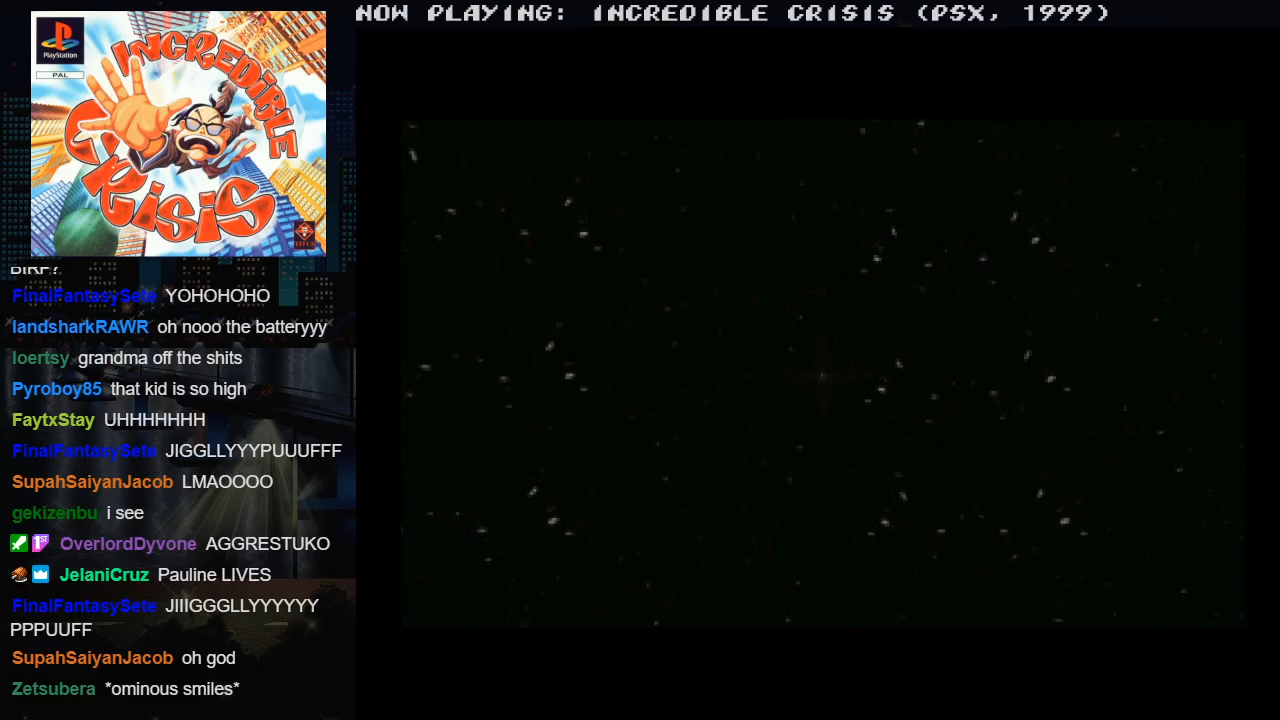 NOW PLAYING: INCREDIBLE CRISIS (PSX, 1999)
PlayStation
PAL
INCREDIBLE
CRISIS
TITUS
FinalFantasySete YOHOHOHO
landsharkRAWR oh nooo the batteryyy
loertsy grandma off the shits
Pyroboy85 that kid is so high
FaytxStay UHHHHHHH
FinalFantasySete JIGGLLYYYPUUUFFF
SupahSaiyanJacob LMAOOOO
gekizenbu i see
1ST OverlordDyvone AGGRESTUKO
JelaniCruz Pauline LIVES
FinalFantasySete JIIIGGGLLYYYYYY
PPPUUFF
SupahSaiyanJacob oh god
Zetsubera *ominous smiles*